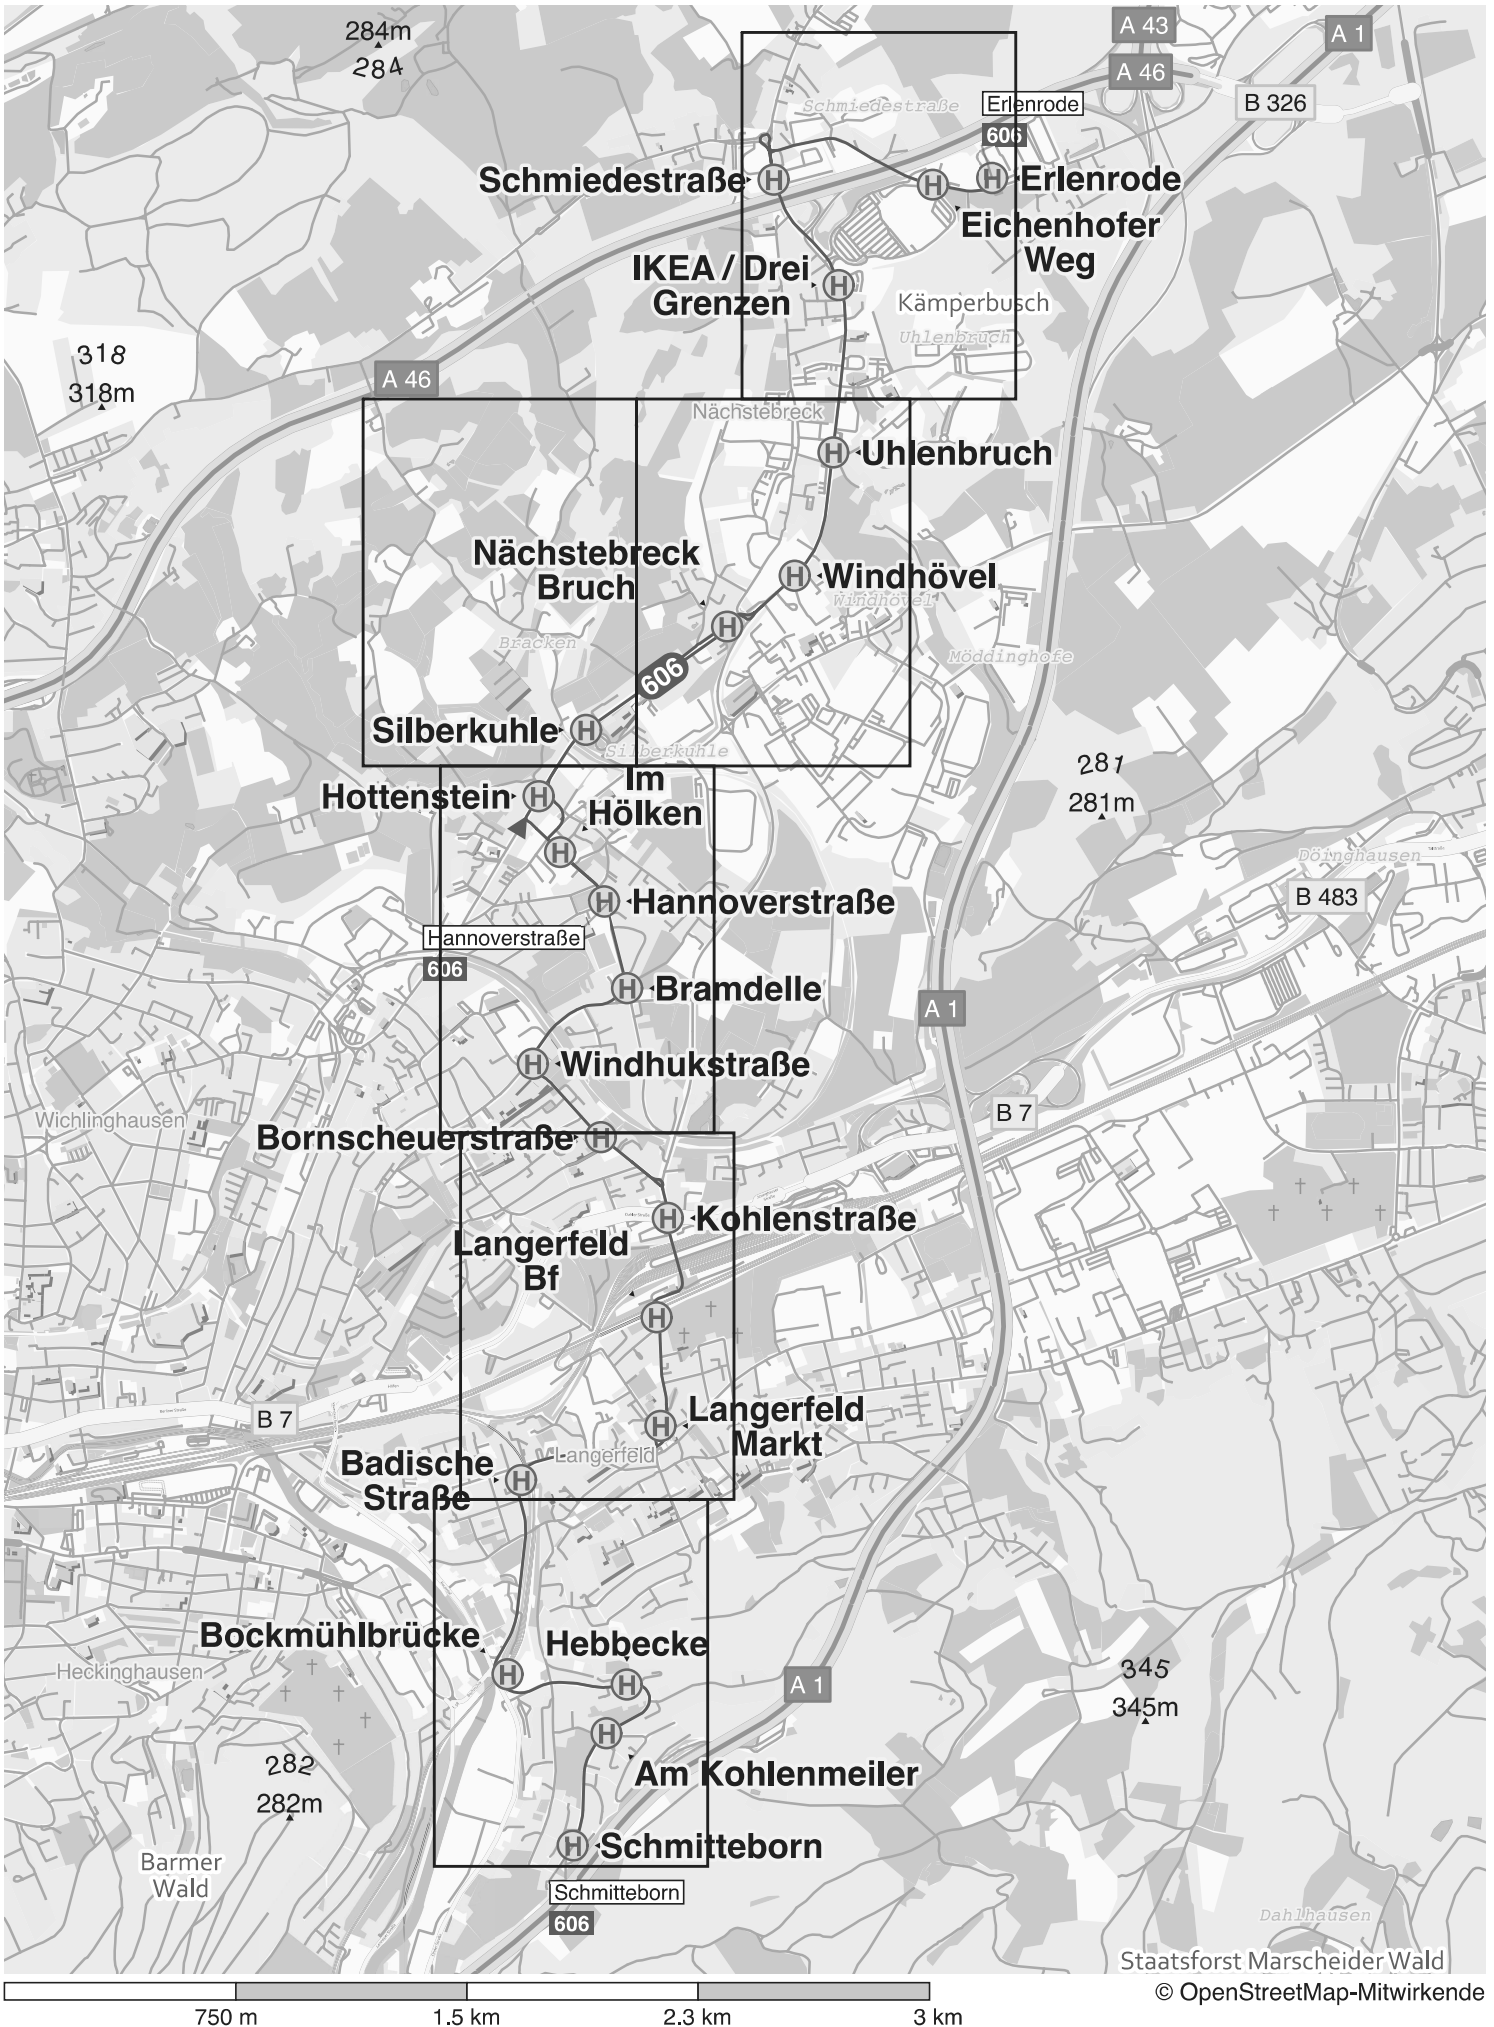 284m
284
A 43
A 1
A 46
B 326
Schmiedestraße
Erlenrode
606
Schmiedestraße
H
H
H
Erlenrode
Eichenhofer
Weg
IKEA / Drei
Grenzen
H
Kämperbusch
Uhlenbruch
318
318m
A 46
Nächstebreck
H
Uhlenbruch
Nächstebreck
Bruch
H
Windhövel
Windhövel
H
Bracken
Möddinghofe
606
Silberkuhle
H
Silberkuhle
281
281m
Im
Hölken
Hottenstein
H
H
Döinghausen
B 483
H
Hannoverstraße
Hannoverstraße
606
H
Bramdelle
A 1
H
Windhukstraße
Wichlinghausen
B 7
Bornscheuerstraße
H
H
Kohlenstraße
Langerfeld
Bf
H
B 7
H
Langerfeld
Markt
Langerfeld
Badische
Straße
H
Bockmühlbrücke
H
Hebbecke
H
Heckinghausen
A 1
345
345m
H
Am Kohlenmeiler
282
282m
H
Schmitteborn
Barmer
Wald
Schmitteborn
606
Dahlhausen
Staatsforst Marscheider Wald
© OpenStreetMap-Mitwirkende
750 m
1.5 km
2.3 km
3 km